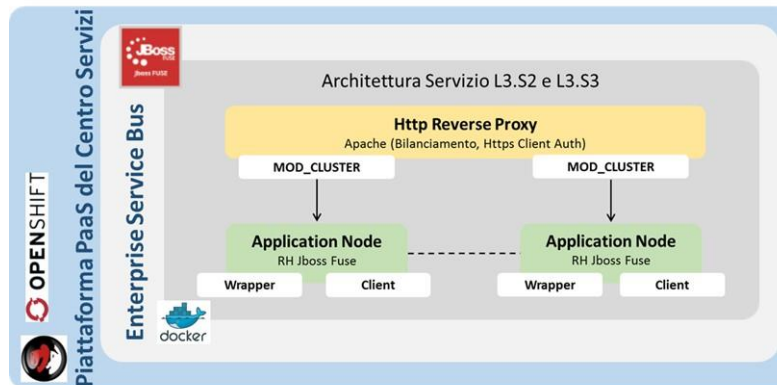 OPENSHIFT
Piattaforma PaaS del Centro Servizi
JBoss
FUSE
Jboss FUSE
Enterprise Service Bus
docker
Architettura Servizio L3.S2 e L3.S3
Http Reverse Proxy
Apache (Bilanciamento, Https Client Auth)
MOD_CLUSTER
MOD_CLUSTER
Application Node
RH Jboss Fuse
Wrapper
Client
Application Node
RH Jboss Fuse
Wrapper
Client